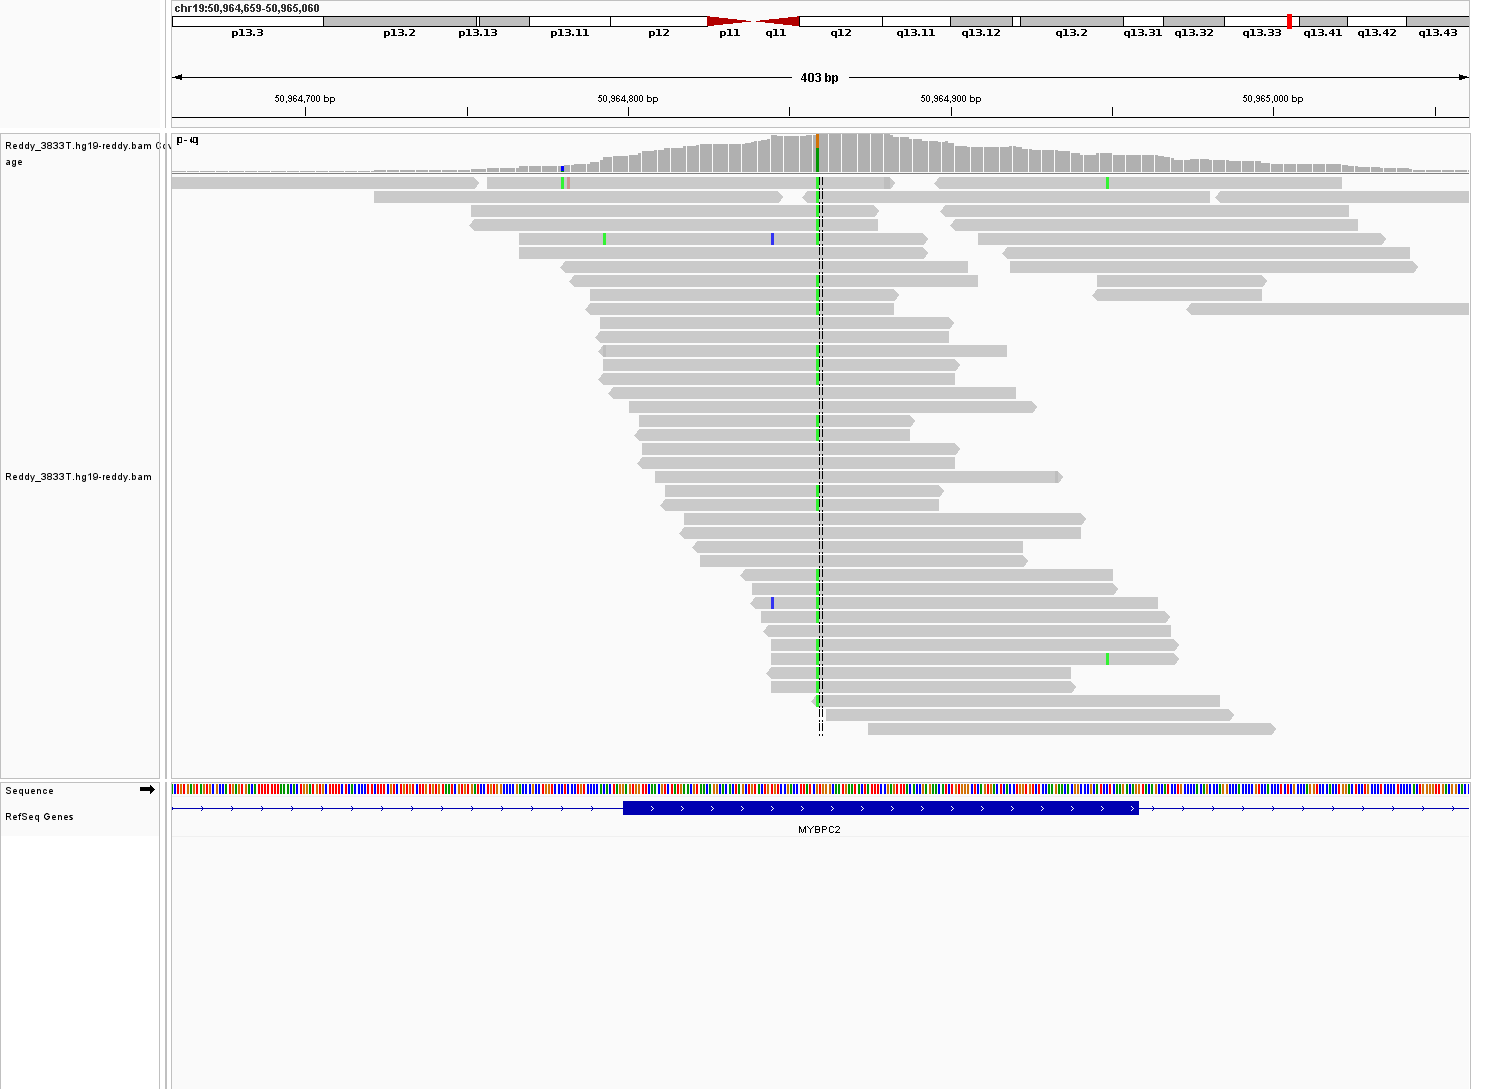 chr19:50,964,659-50,965,060
p13.3 p13.2 p13.13 p13.11 p12 p11 q11 q12 q13.11 q13.12 q13.2 q13.31 q13.32 q13.33 q13.41 q13.42 q13.43
403 bp
50,964,700 bp 50,964,800 bp 50,964,900 bp 50,965,000 bp
Reddy_3833T.hg19-reddy.bam Cov
age
Reddy_3833T.hg19-reddy.bam
Sequence
RefSeq Genes
MYBPC2